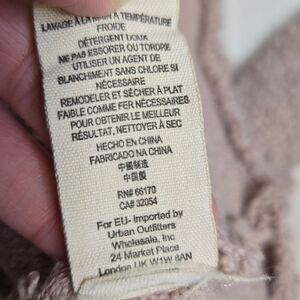 LAVAGE À LA MAIN À TEMPÉRATURE
FROIDE
DÉTERGENT DOUX
NE PAS ESSORER OU TORDRE
UTILISER UN AGENT DE
BLANCHIMENT SANS CHLORE SI
NÉCESSAIRE
REMODELER ET SÉCHER À PLAT
FAIBLE COMME FER MINIMES
POUR OBTENIR LE MEILLEUR
RÉSULTAT, NETTOYER À SEC
HECHO EN CHINA
FABRICADO NA CHINA
中國制造
中国製
RN# 66170
CA# 32054
For EU- Imported by
Urban Outfitters
Wholesale, Inc
24 Market Place
London UK W1W 8AN